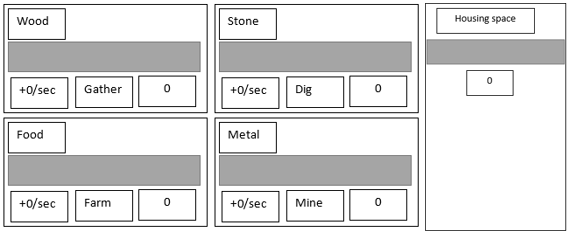 Wood
+0/sec Gather 0
Stone
+0/sec Dig 0
Food
+0/sec Farm 0
Metal
+0/sec Mine 0
Housing space
0